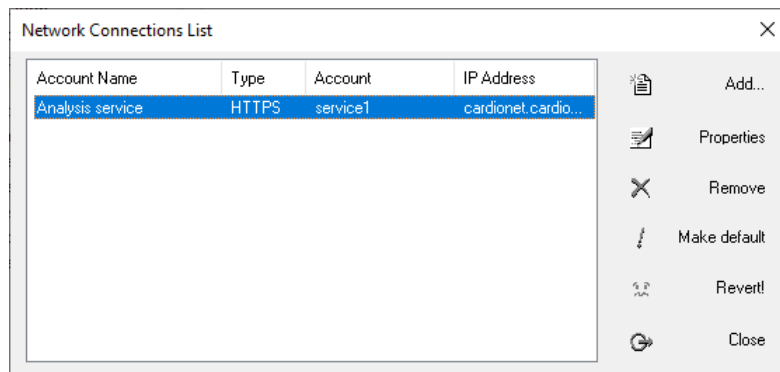 Network Connections List
Account Name Type Account IP Address
Analysis service HTTPS service1 cardionet.cardio...
Add...
Properties
Remove
Make default
Revert!
Close